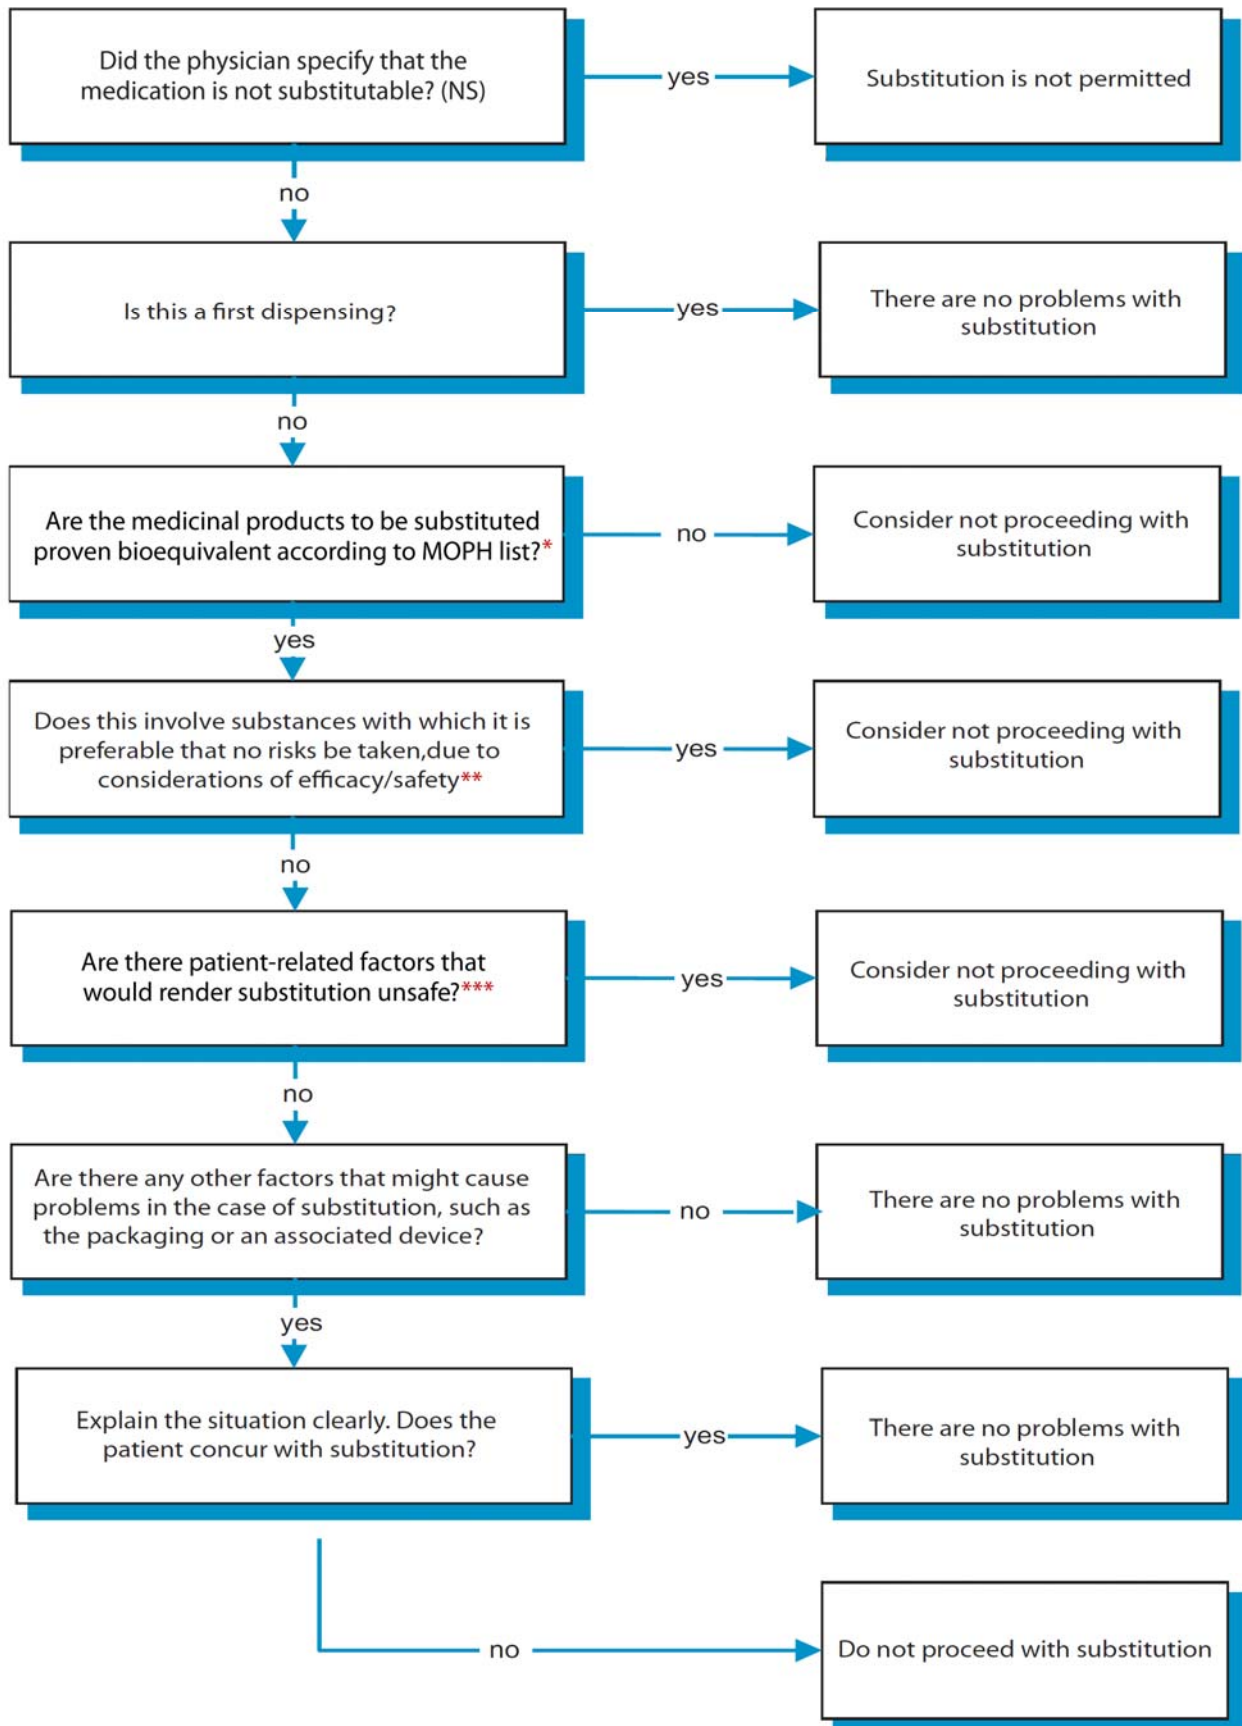 Did the physician specify that the
medication is not substitutable? (NS)
yes
Substitution is not permitted
no
Is this a first dispensing?
yes
There are no problems with
substitution
no
Are the medicinal products to be substituted
proven bioequivalent according to MOPH list?*
no
Consider not proceeding with
substitution
yes
Does this involve substances with which it is
preferable that no risks be taken,due to
considerations of efficacy/safety**
yes
Consider not proceeding with
substitution
no
Are there patient-related factors that
would render substitution unsafe?***
yes
Consider not proceeding with
substitution
no
Are there any other factors that might cause
problems in the case of substitution, such as
the packaging or an associated device?
no
There are no problems with
substitution
yes
Explain the situation clearly. Does the
patient concur with substitution?
yes
There are no problems with
substitution
no
Do not proceed with substitution